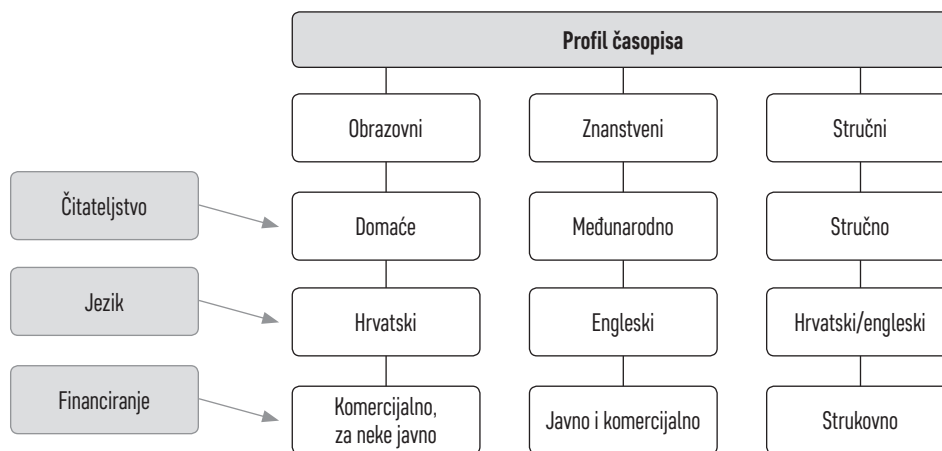 Profil časopisa
Obrazovni
Znanstveni
Stručni
Čitateljstvo
Domaće
Međunarodno
Stručno
Jezik
Hrvatski
Engleski
Hrvatski/engleski
Financiranje
Komercijalno,
za neke javno
Javno i komercijalno
Strukovno